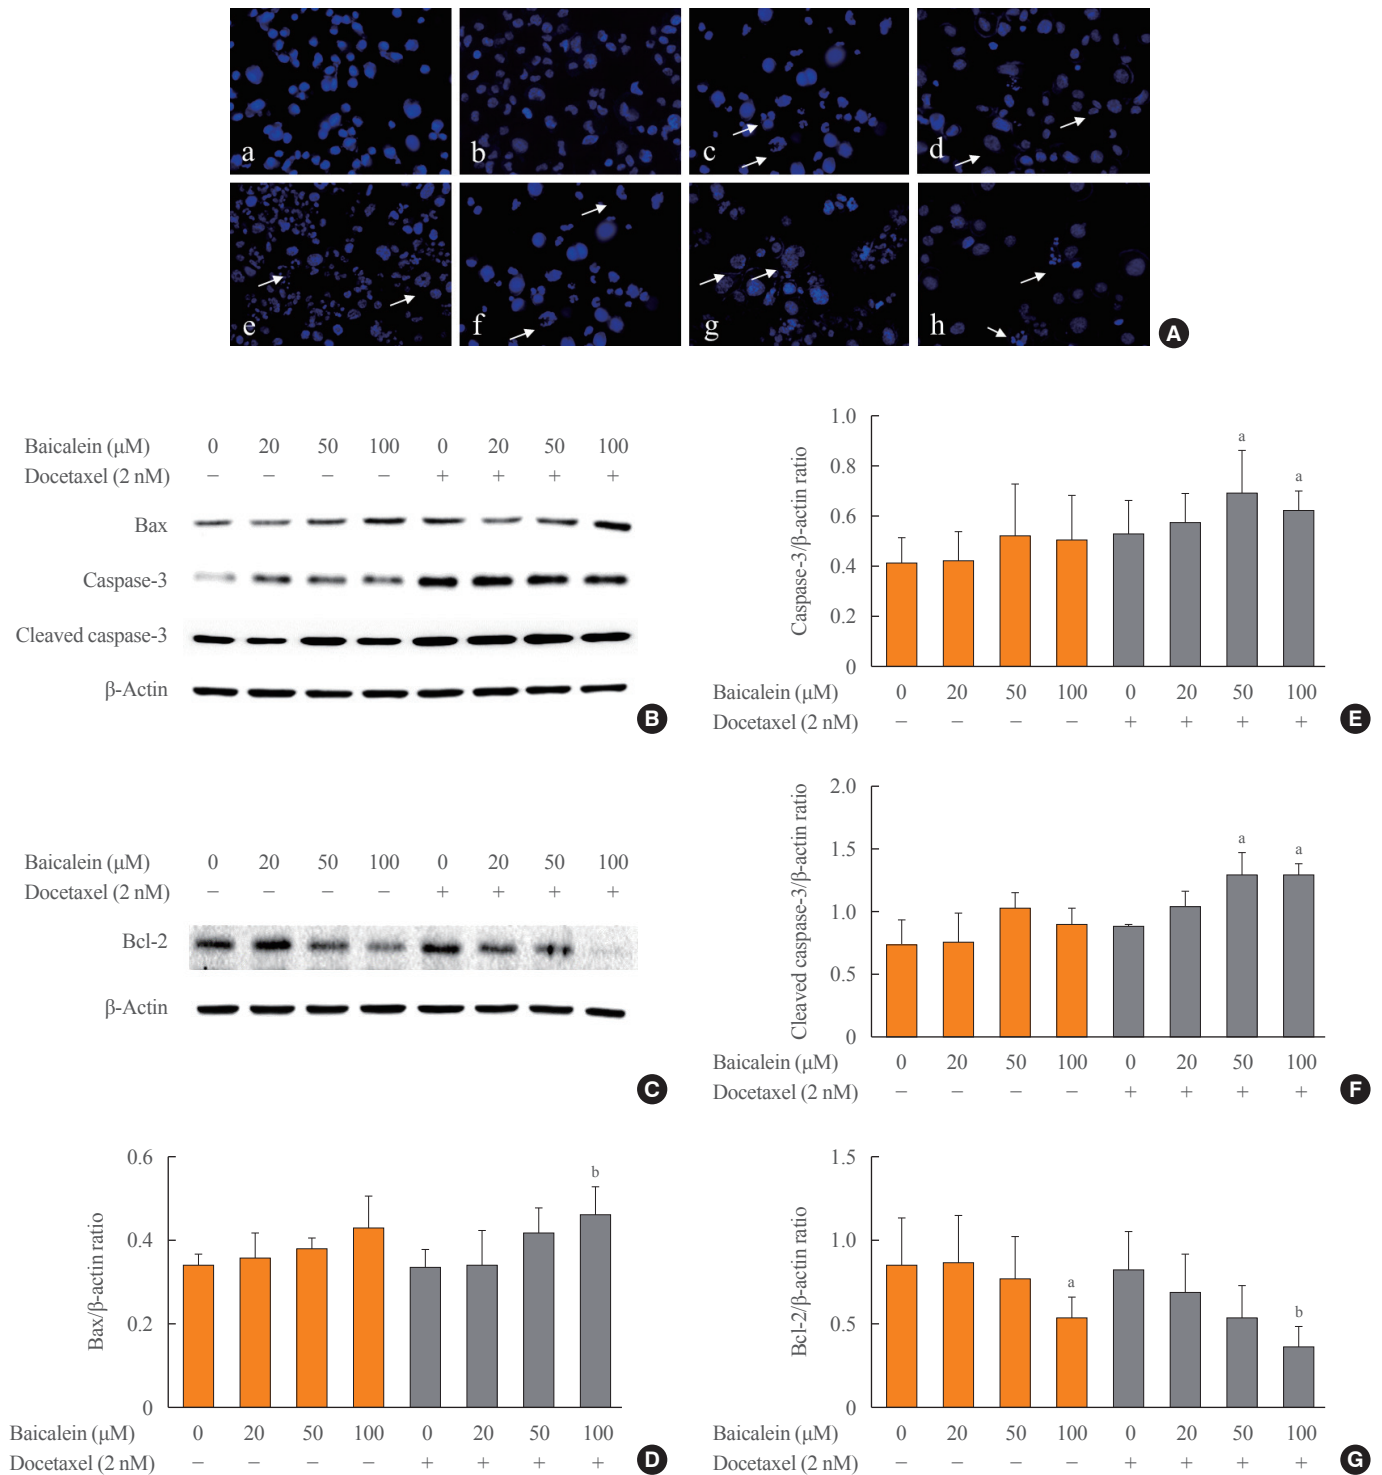 a b c d
e f g h
A
Baicalein (μM) 0 20 50 100 0 20 50 100
Docetaxel (2 nM) − − − − + + + +
Bax
Caspase-3
Cleaved caspase-3
β-Actin
B
Baicalein (μM) 0 20 50 100 0 20 50 100
Docetaxel (2 nM) − − − − + + + +
Bcl-2
β-Actin
C
Bax/β-actin ratio
0.6
0.4
0.2
0
b
Baicalein (μM) 0 20 50 100 0 20 50 100
Docetaxel (2 nM) − − − − + + + +
D
Caspase-3/β-actin ratio
1.0
0.8
0.6
0.4
0.2
0
a a
Baicalein (μM) 0 20 50 100 0 20 50 100
Docetaxel (2 nM) − − − − + + + +
E
Cleaved caspase-3/β-actin ratio
2.0
1.5
1.0
0.5
0
a a
Baicalein (μM) 0 20 50 100 0 20 50 100
Docetaxel (2 nM) − − − − + + + +
F
Bcl-2/β-actin ratio
1.5
1.0
0.5
0
a b
Baicalein (μM) 0 20 50 100 0 20 50 100
Docetaxel (2 nM) − − − − + + + +
G